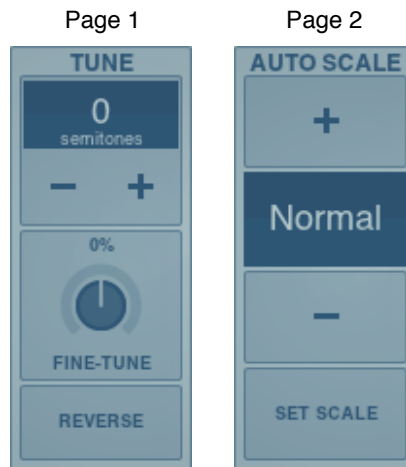 Page 1
TUNE
0
semitones
− +
0%
FINE-TUNE
REVERSE
Page 2
AUTO SCALE
+
Normal
−
SET SCALE